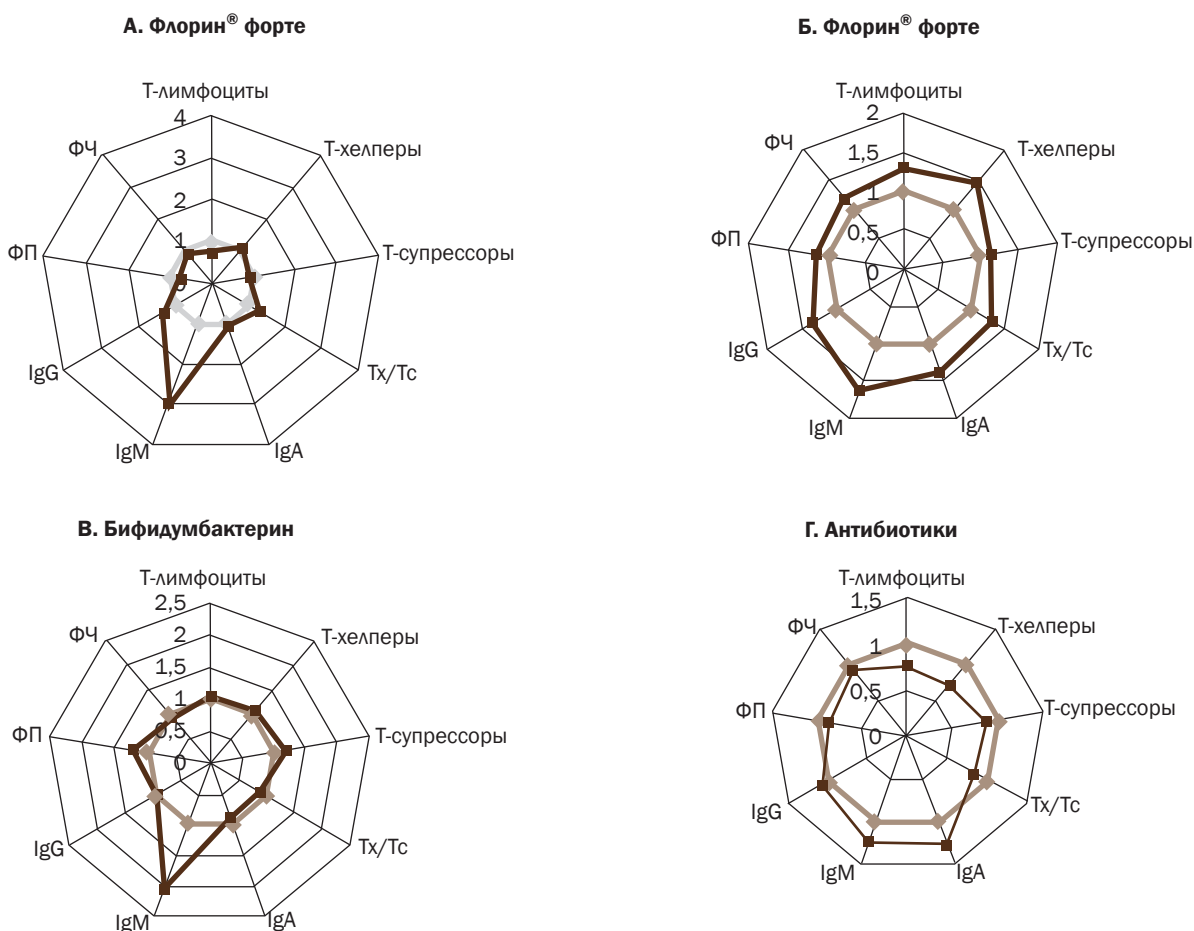 А. Флорин® форте
Т-лимфоциты
4
3
2
1
0
Т-хелперы
Т-супрессоры
Тх/Тс
IgA
IgM
IgG
ФП
ФЧ
Б. Флорин® форте
Т-лимфоциты
2
1,5
1
0,5
0
Т-хелперы
Т-супрессоры
Тх/Тс
IgA
IgM
IgG
ФП
ФЧ
В. Бифидумбактерин
Т-лимфоциты
2,5
2
1,5
1
0,5
0
Т-хелперы
Т-супрессоры
Тх/Тс
IgA
IgM
IgG
ФП
ФЧ
Г. Антибиотики
Т-лимфоциты
1,5
1
0,5
0
Т-хелперы
Т-супрессоры
Тх/Тс
IgA
IgM
IgG
ФП
ФЧ